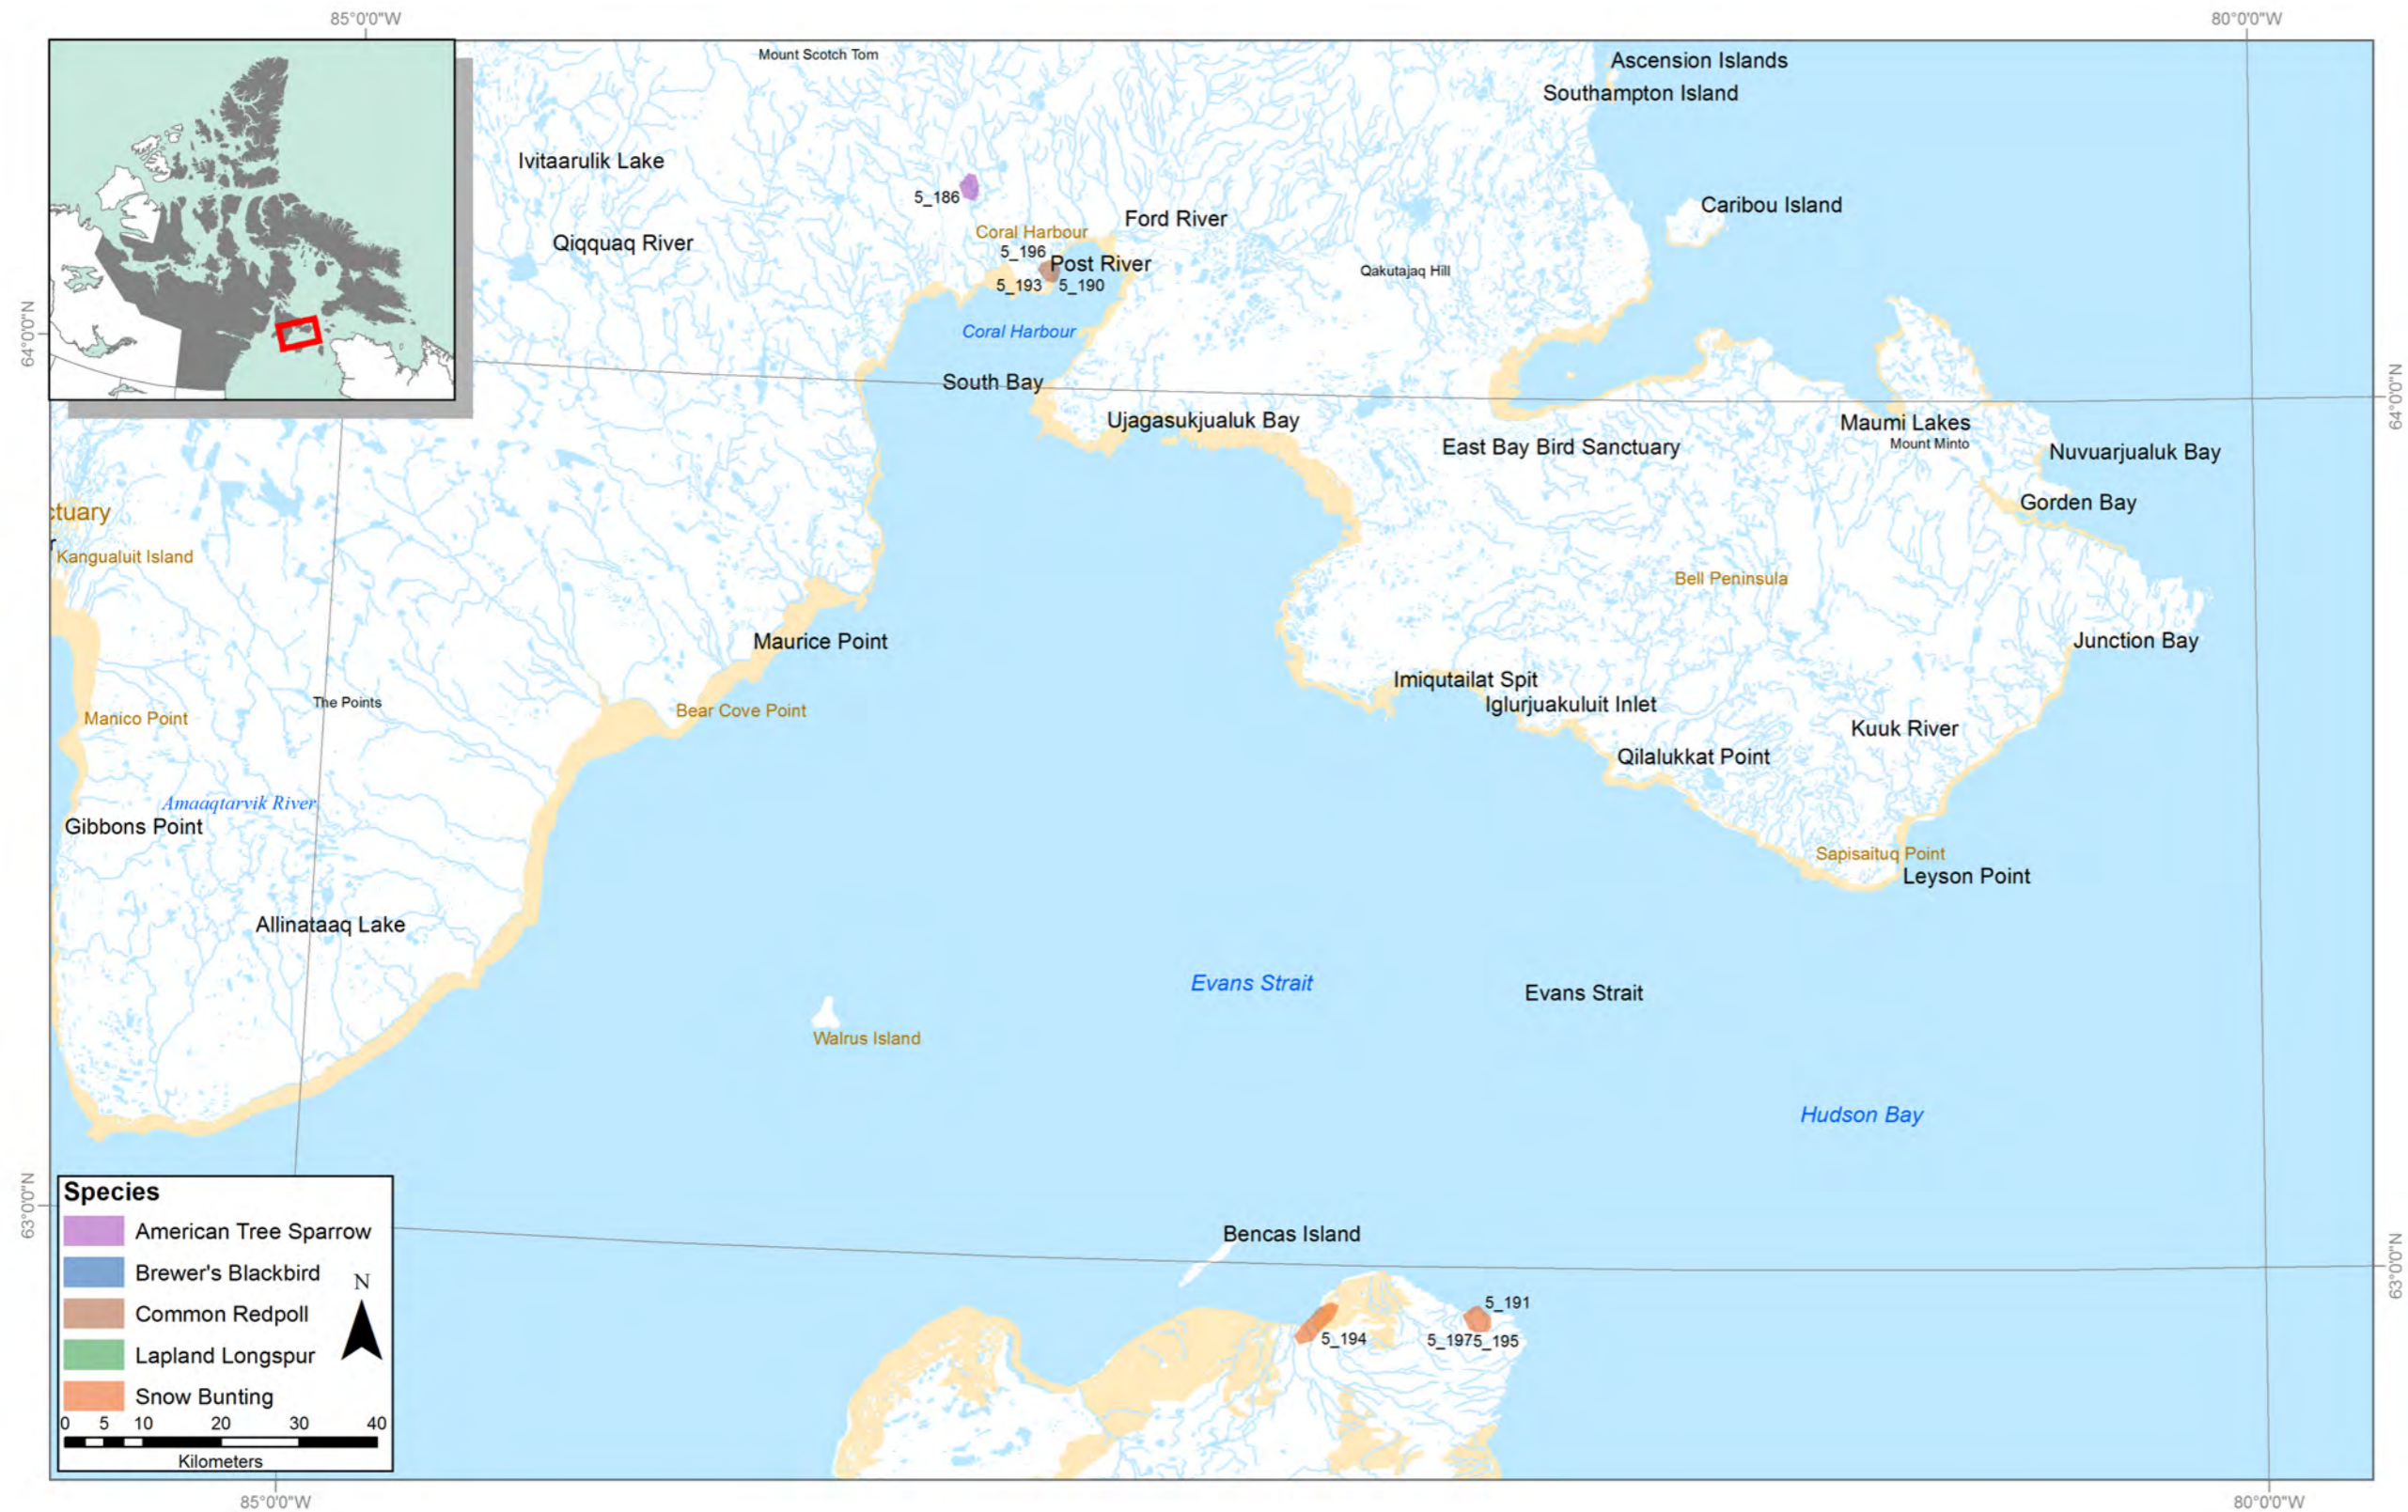 85°0'0"W
80°0'0"W
Mount Scotch Tom
Ascension Islands
Southampton Island
Ivitaarulik Lake
5_186
Caribou Island
Ford River
Coral Harbour
Qiqquaq River
5_196
Post River
Qakutajaq Hill
5_193
5_190
64°0'0"N
Coral Harbour
South Bay
64°0'0"N
Ujagasukjualuk Bay
Maumi Lakes
Mount Minto
East Bay Bird Sanctuary
Nuvuarjualuk Bay
Gorden Bay
ctuary
r
Kangualuit Island
Bell Peninsula
Maurice Point
Junction Bay
Imiqutailat Spit
The Points
Iglurjuakuluit Inlet
Bear Cove Point
Manico Point
Kuuk River
Qilalukkat Point
Amaaqtarvik River
Gibbons Point
Sapisaituq Point
Leyson Point
Allinataaq Lake
Evans Strait
Evans Strait
Walrus Island
Hudson Bay
63°0'0"N
Bencas Island
63°0'0"N
5_191
5_194
5_1975_195
Species
American Tree Sparrow
Brewer's Blackbird
Common Redpoll
Lapland Longspur
Snow Bunting
N
0 5 10 20 30 40
Kilometers
85°0'0"W
80°0'0"W